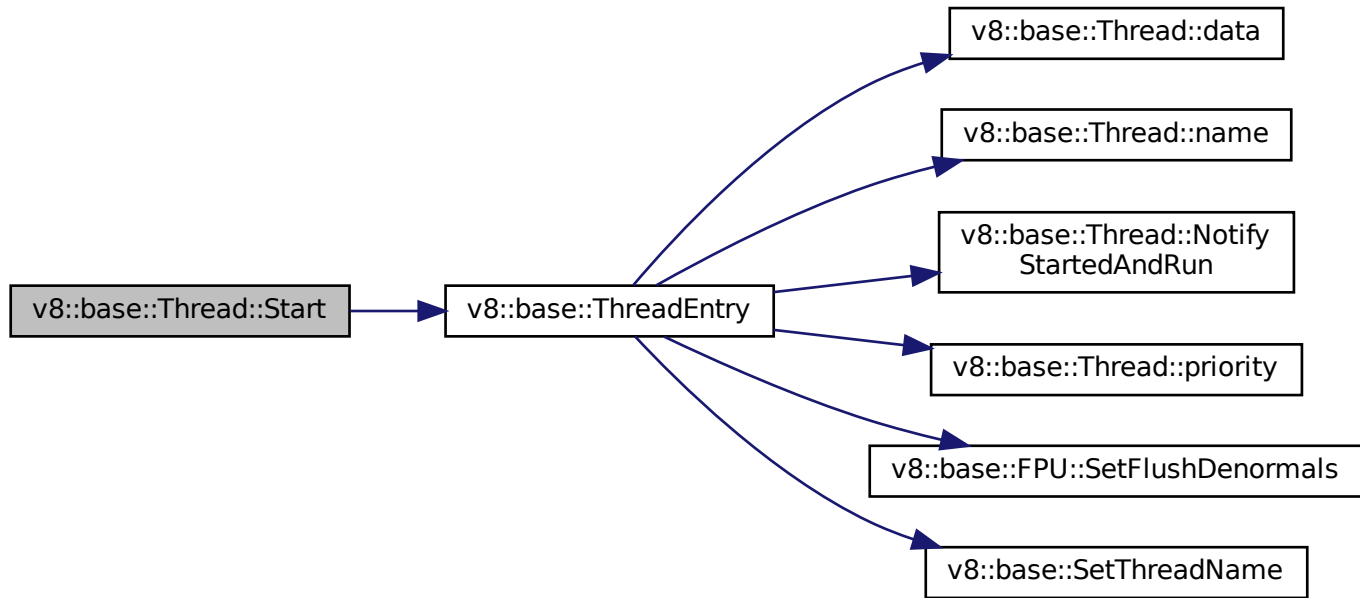 v8::base::Thread::data
v8::base::Thread::name
v8::base::Thread::Notify
StartedAndRun
v8::base::Thread::Start
v8::base::ThreadEntry
v8::base::Thread::priority
v8::base::FPU::SetFlushDenormals
v8::base::SetThreadName